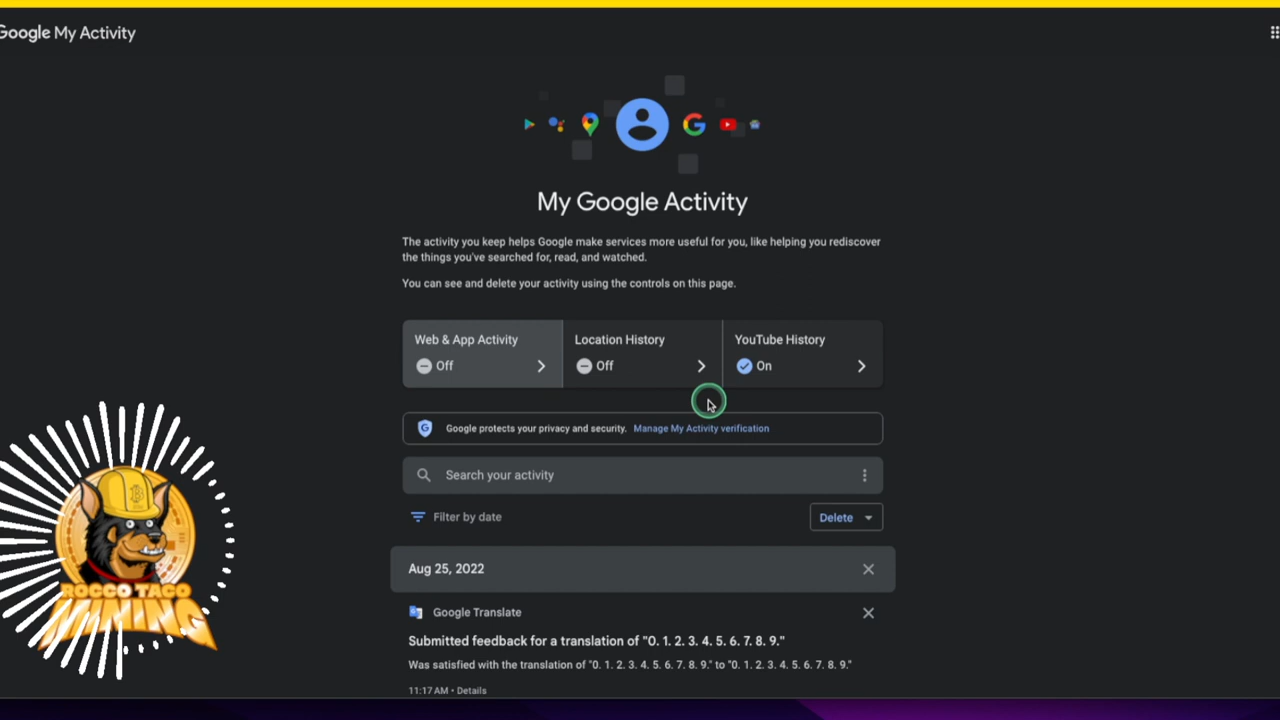 Google My Activity
My Google Activity
The activity you keep helps Google make services more useful for you, like helping you rediscover
the things you've searched for, read, and watched.
You can see and delete your activity using the controls on this page.
Web & App Activity
Off
Location History
Off
YouTube History
On
Google protects your privacy and security. Manage My Activity verification
Search your activity
Filter by date
Delete
Aug 25, 2022
Google Translate
Submitted feedback for a translation of "0. 1. 2. 3. 4. 5. 6. 7. 8. 9."
Was satisfied with the translation of "0. 1. 2. 3. 4. 5. 6. 7. 8. 9." to "0. 1. 2. 3. 4. 5. 6. 7. 8. 9."
11:17 AM • Details
ROCCO TACO
MINING